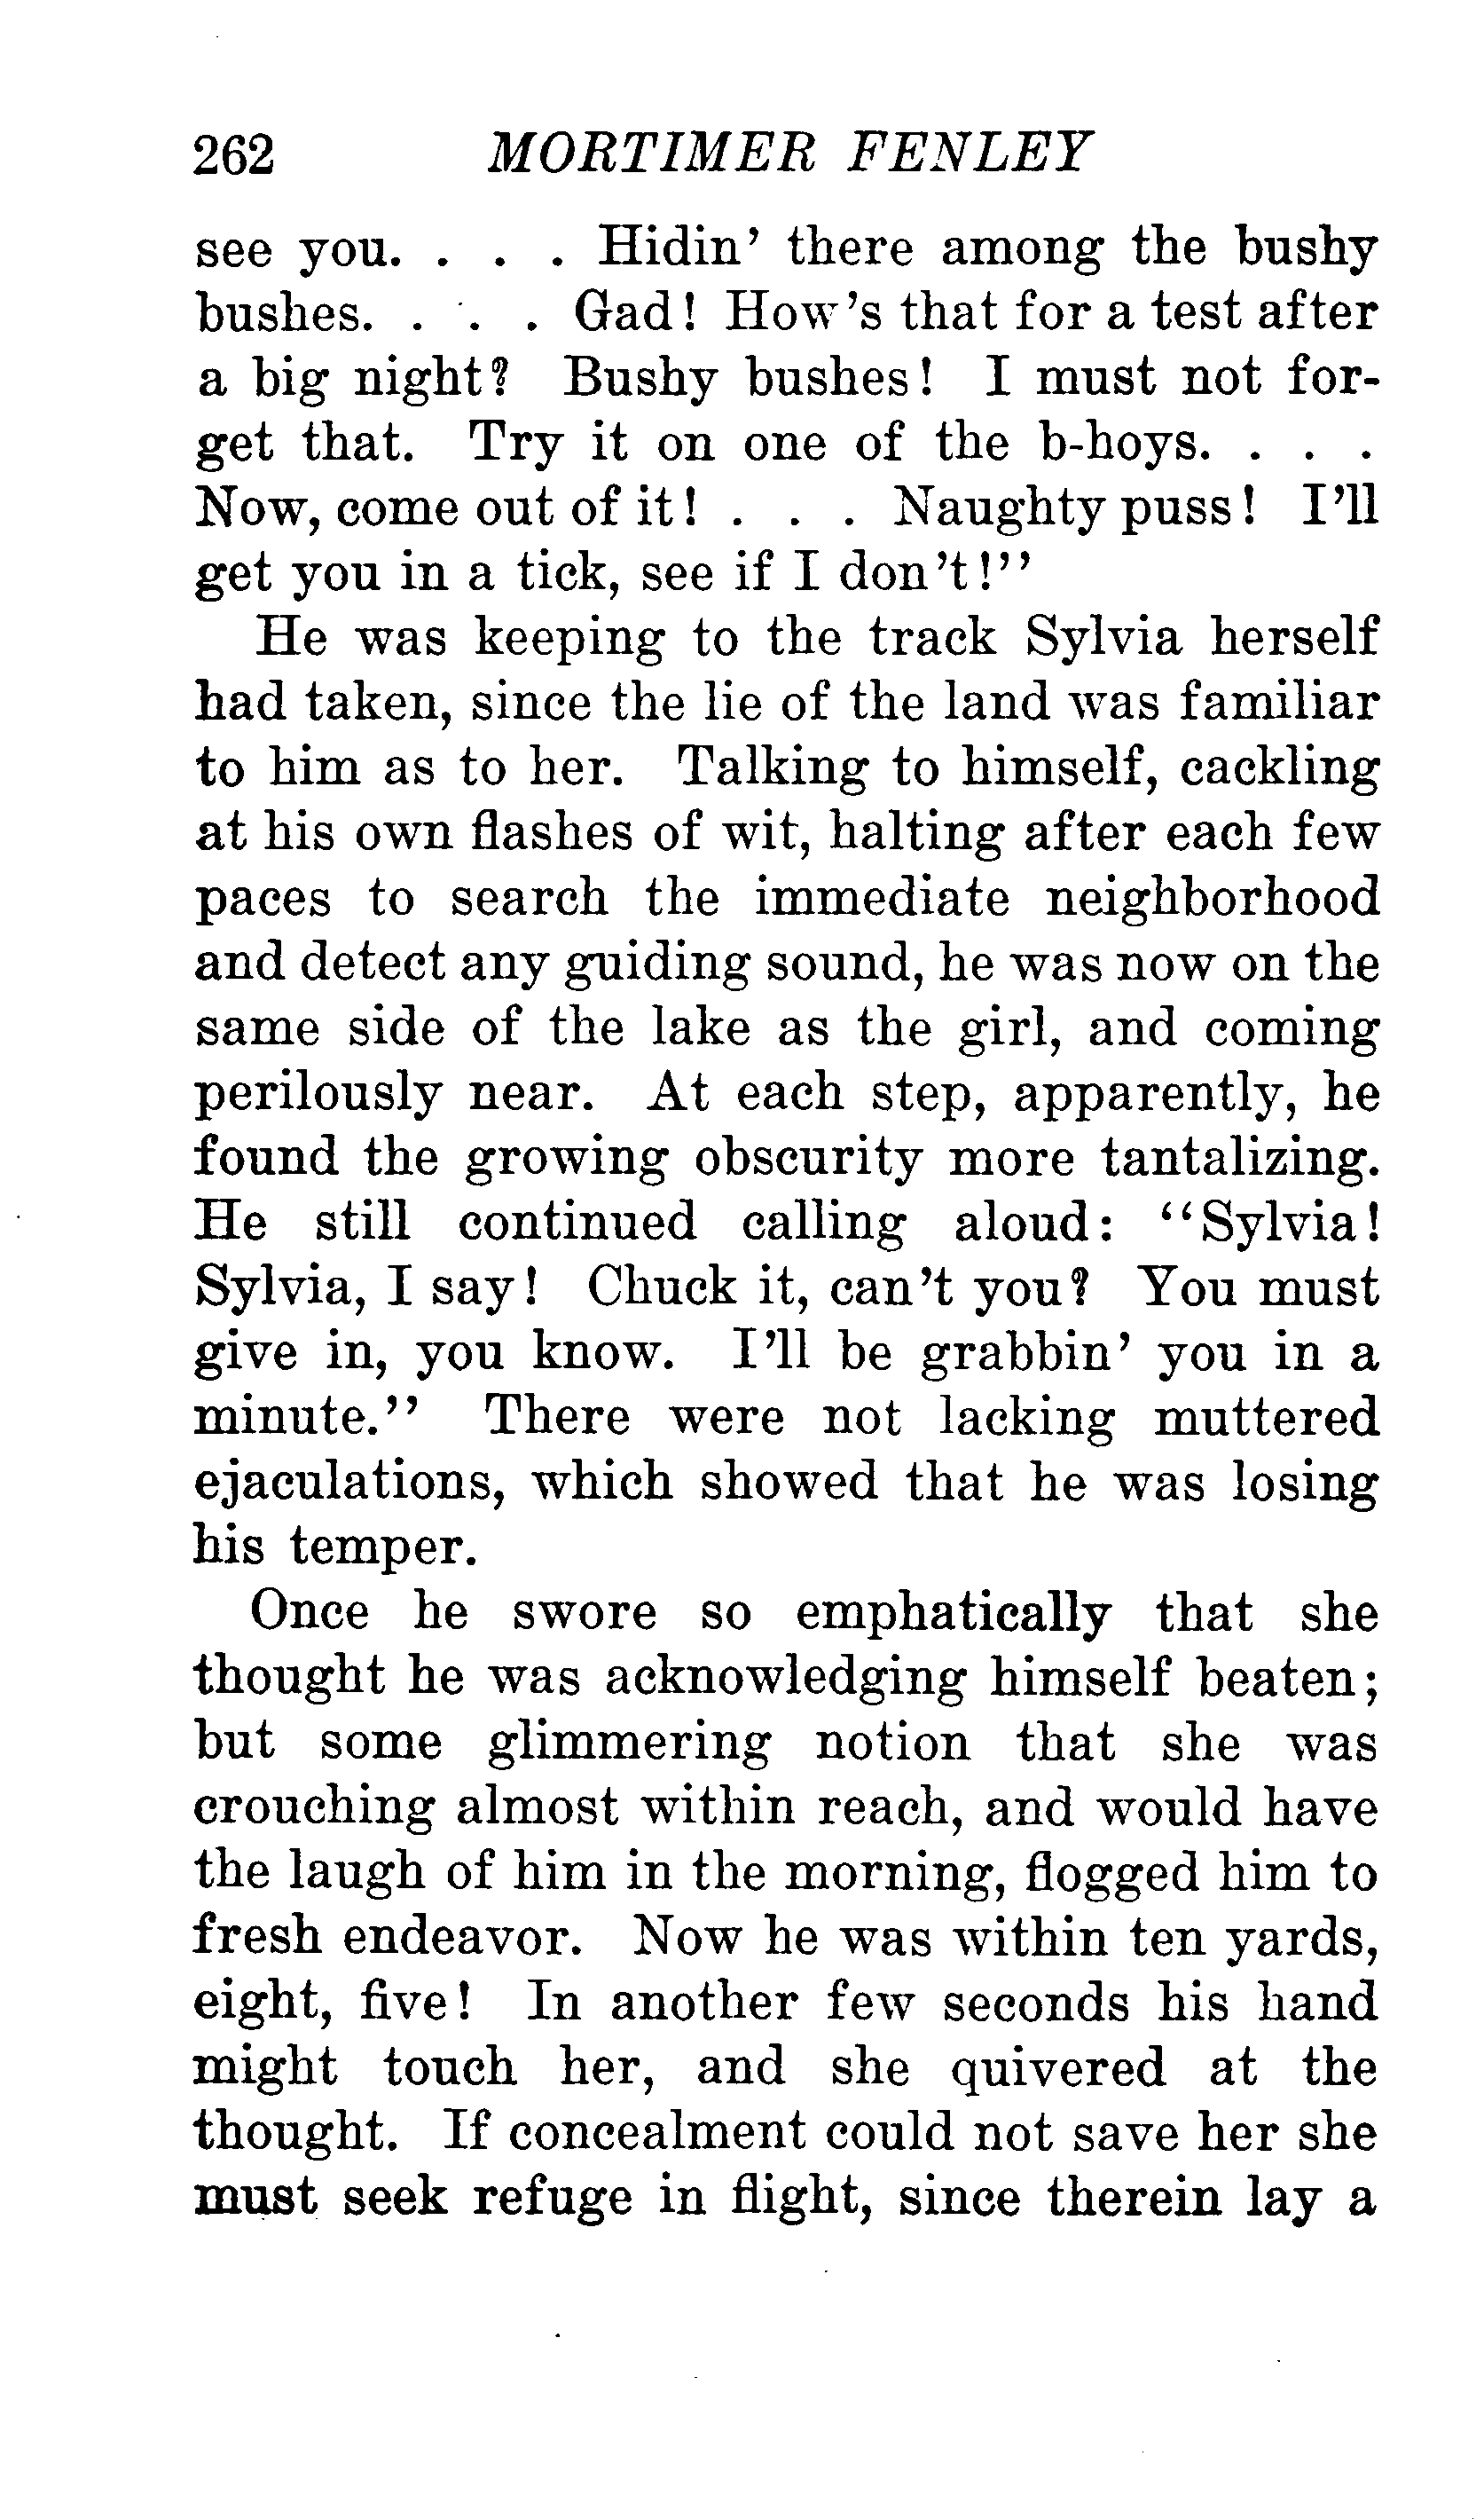 262 MORTIMER FENLEY
see you. . . . Hidin' there among the bushy
bushes. . . . Gad! How's that for a test after
a big night? Bushy bushes! I must not for-
get that. Try it on one of the b-hoys. . . .
Now, come out of it! . . . Naughty puss! I'll
get you in a tick, see if I don't!"
He was keeping to the track Sylvia herself
had taken, since the lie of the land was familiar
to him as to her. Talking to himself, cackling
at his own flashes of wit, halting after each few
paces to search the immediate neighborhood
and detect any guiding sound, he was now on the
same side of the lake as the girl, and coming
perilously near. At each step, apparently, he
found the growing obscurity more tantalizing.
He still continued calling aloud: "Sylvia!
Sylvia, I say! Chuck it, can't you? You must
give in, you know. I'll be grabbin' you in a
minute." There were not lacking muttered
ejaculations, which showed that he was losing
his temper.
Once he swore so emphatically that she
thought he was acknowledging himself beaten;
but some glimmering notion that she was
crouching almost within reach, and would have
the laugh of him in the morning, flogged him to
fresh endeavor. Now he was within ten yards,
eight, five! In another few seconds his hand
might touch her, and she quivered at the
thought. If concealment could not save her she
must seek refuge in flight, since therein lay a